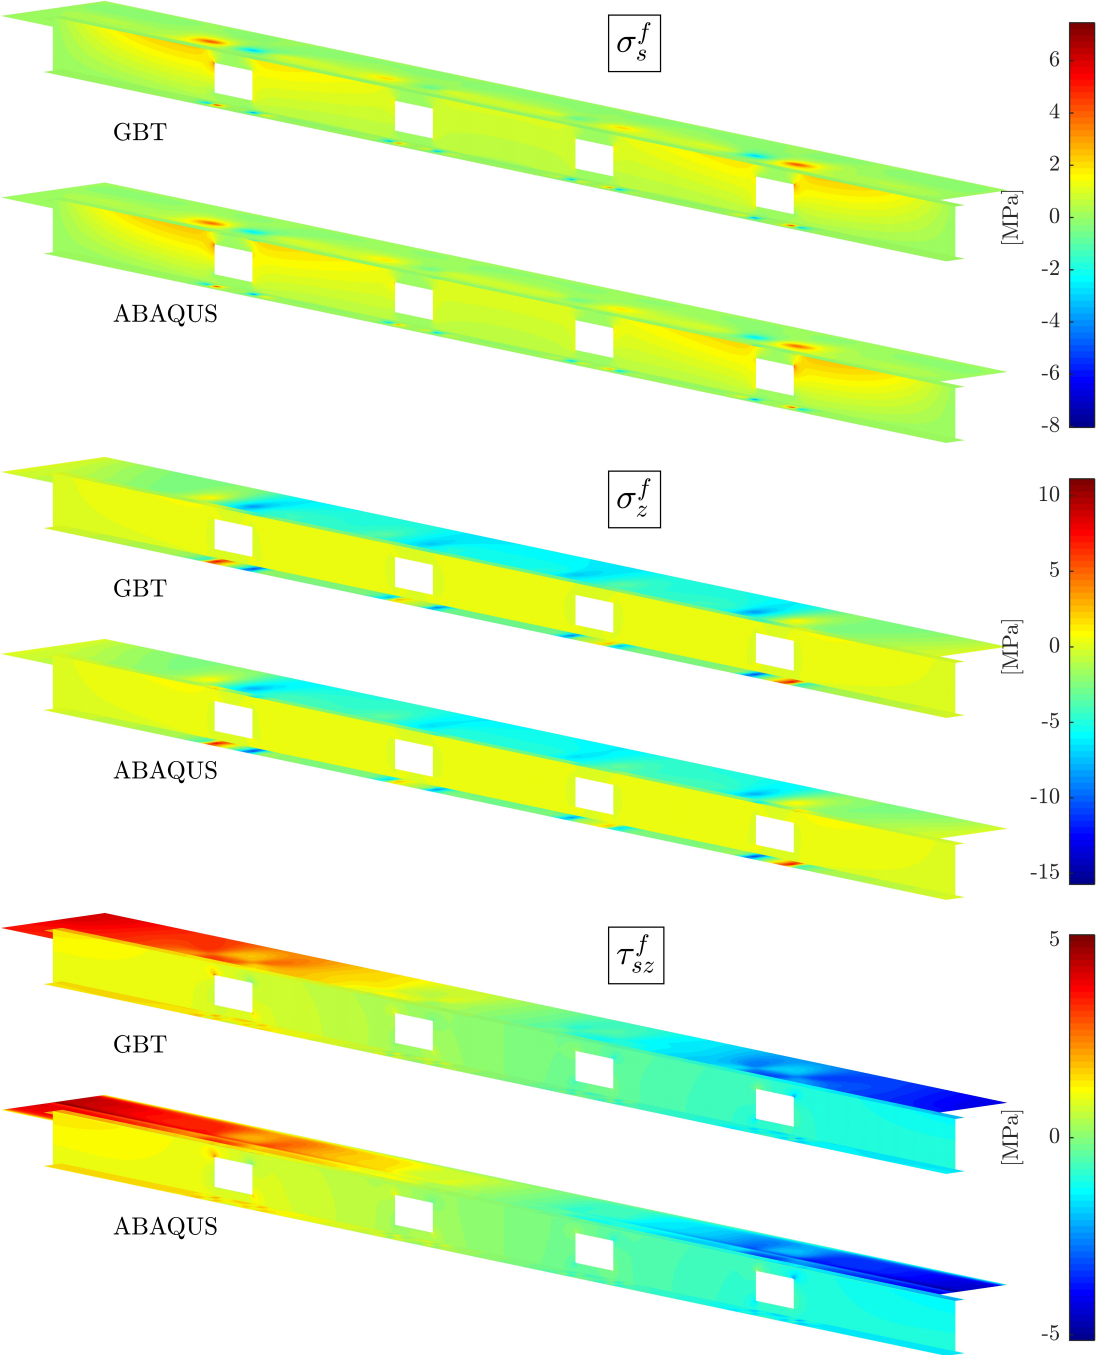 σ_s^f
6
4
2
0
-2
-4
-6
-8
[MPa]
GBT
ABAQUS
σ_z^f
10
5
0
-5
-10
-15
[MPa]
GBT
ABAQUS
τ_sz^f
5
0
-5
[MPa]
GBT
ABAQUS